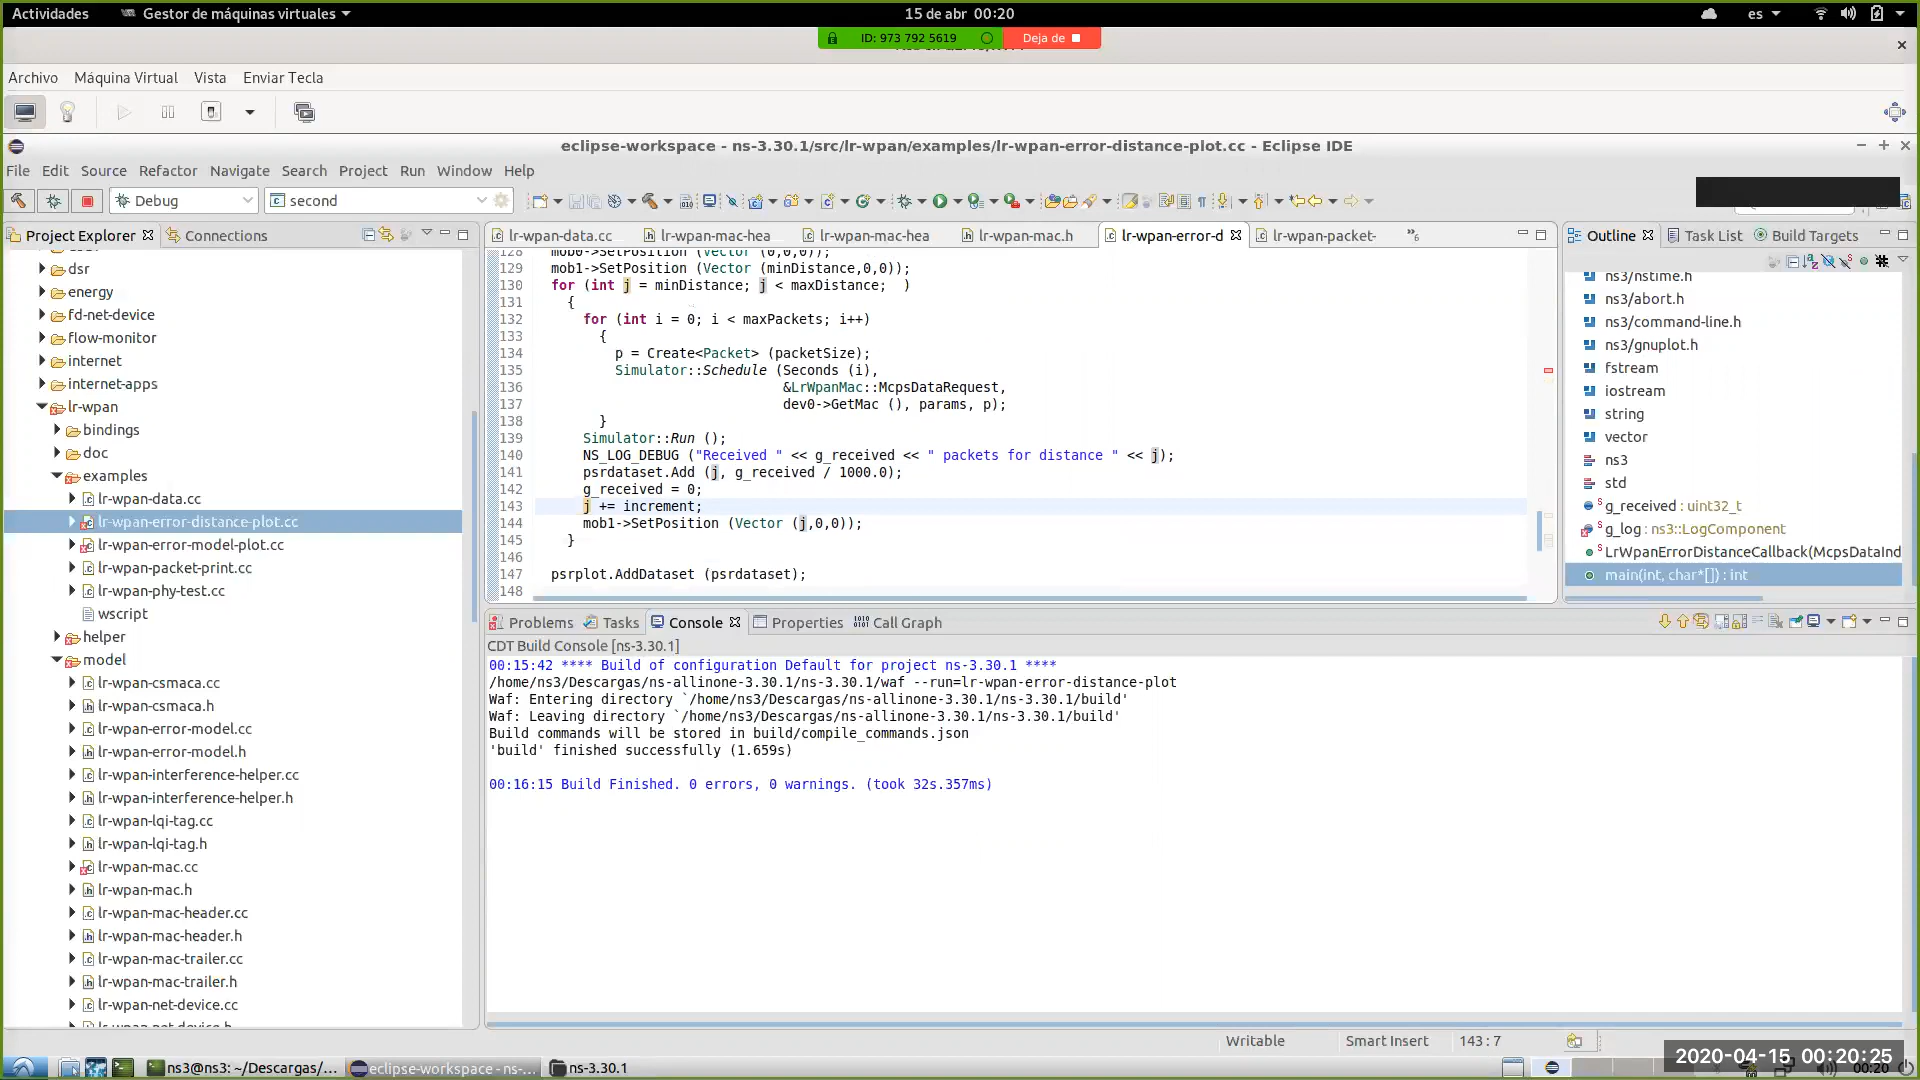 Actividades
Gestor de máquinas virtuales
15 de abr 00:20
es
ID: 973 792 5619
Deja de
Archivo Máquina Virtual Vista Enviar Tecla
eclipse-workspace - ns-3.30.1/src/lr-wpan/examples/lr-wpan-error-distance-plot.cc - Eclipse IDE
File Edit Source Refactor Navigate Search Project Run Window Help
Debug
second
Project Explorer
Connections
dsr
energy
fd-net-device
flow-monitor
internet
internet-apps
lr-wpan
bindings
doc
examples
lr-wpan-data.cc
lr-wpan-error-distance-plot.cc
lr-wpan-error-model-plot.cc
lr-wpan-packet-print.cc
lr-wpan-phy-test.cc
wscript
helper
model
lr-wpan-csmaca.cc
lr-wpan-csmaca.h
lr-wpan-error-model.cc
lr-wpan-error-model.h
lr-wpan-interference-helper.cc
lr-wpan-interference-helper.h
lr-wpan-lqi-tag.cc
lr-wpan-lqi-tag.h
lr-wpan-mac.cc
lr-wpan-mac.h
lr-wpan-mac-header.cc
lr-wpan-mac-header.h
lr-wpan-mac-trailer.cc
lr-wpan-mac-trailer.h
lr-wpan-net-device.cc
lr-wpan-net-device.h
lr-wpan-data.cc
lr-wpan-mac-hea
lr-wpan-mac-hea
lr-wpan-mac.h
lr-wpan-error-d
lr-wpan-packet-
»6
128 mob0->SetPosition (Vector (0,0,0));
129 mob1->SetPosition (Vector (minDistance,0,0));
130 for (int j = minDistance; j < maxDistance;  )
131 {
132 for (int i = 0; i < maxPackets; i++)
133 {
134 p = Create<Packet> (packetSize);
135 Simulator::Schedule (Seconds (i),
136 &LrWpanMac::McpsDataRequest,
137 dev0->GetMac (), params, p);
138 }
139 Simulator::Run ();
140 NS_LOG_DEBUG ("Received " << g_received << " packets for distance " << j);
141 psrdataset.Add (j, g_received / 1000.0);
142 g_received = 0;
143 j += increment;
144 mob1->SetPosition (Vector (j,0,0));
145 }
146
147 psrplot.AddDataset (psrdataset);
148
Outline
Task List
Build Targets
ns3/nstime.h
ns3/abort.h
ns3/command-line.h
ns3/gnuplot.h
fstream
iostream
string
vector
ns3
std
g_received : uint32_t
g_log : ns3::LogComponent
LrWpanErrorDistanceCallback(McpsDataInd
main(int, char*[]) : int
Problems
Tasks
Console
Properties
Call Graph
CDT Build Console [ns-3.30.1]
00:15:42 **** Build of configuration Default for project ns-3.30.1 ****
/home/ns3/Descargas/ns-allinone-3.30.1/ns-3.30.1/waf --run=lr-wpan-error-distance-plot
Waf: Entering directory `/home/ns3/Descargas/ns-allinone-3.30.1/ns-3.30.1/build'
Waf: Leaving directory `/home/ns3/Descargas/ns-allinone-3.30.1/ns-3.30.1/build'
Build commands will be stored in build/compile_commands.json
'build' finished successfully (1.659s)
00:16:15 Build Finished. 0 errors, 0 warnings. (took 32s.357ms)
Writable
Smart Insert
143 : 7
ns3@ns3: ~/Descargas/...
eclipse-workspace - ns-...
ns-3.30.1
2020-04-15 00:20:25
00:20